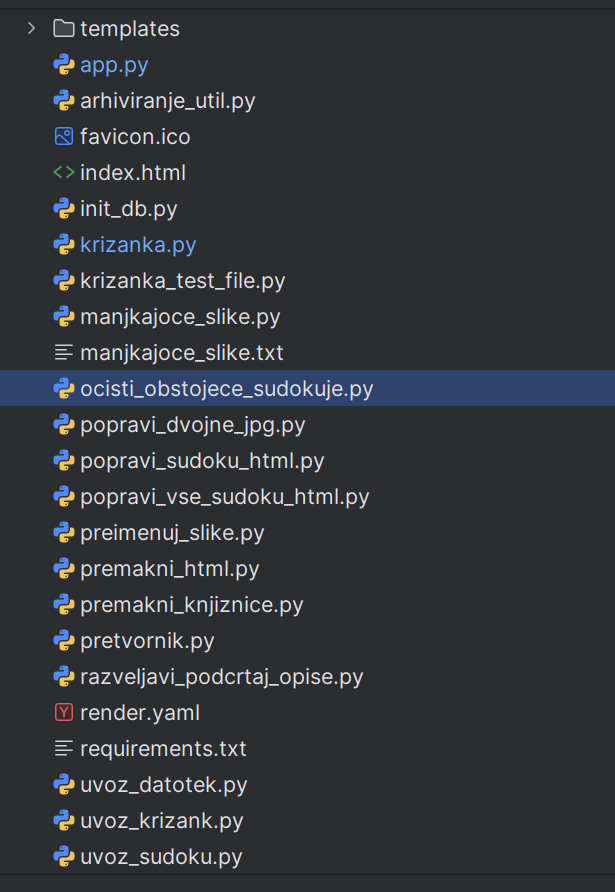 templates
app.py
arhiviranje_util.py
favicon.ico
index.html
init_db.py
krizanka.py
krizanka_test_file.py
manjkajoce_slike.py
manjkajoce_slike.txt
ocisti_obstojece_sudokuje.py
popravi_dvojne_jpg.py
popravi_sudoku_html.py
popravi_vse_sudoku_html.py
preimenuj_slike.py
premakni_html.py
premakni_knjiznice.py
pretvornik.py
razveljavi_podcrtaj_opise.py
render.yaml
requirements.txt
uvoz_datotek.py
uvoz_krizank.py
uvoz_sudoku.py